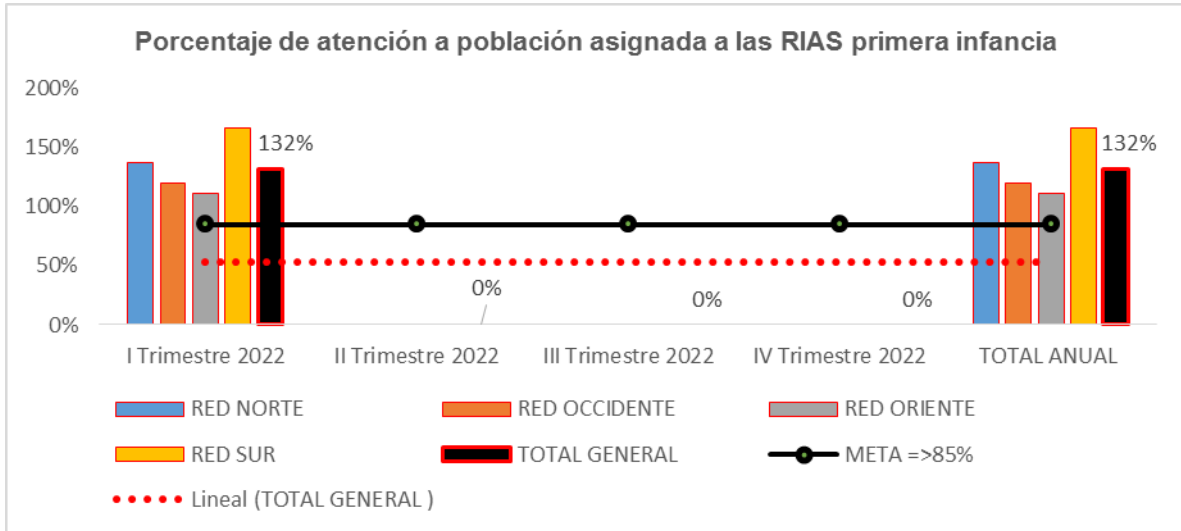 Porcentaje de atención a población asignada a las RIAS primera infancia
200%
150%
100%
50%
0%
132%
0%
0%
0%
132%
I Trimestre 2022
II Trimestre 2022
III Trimestre 2022
IV Trimestre 2022
TOTAL ANUAL
RED NORTE
RED OCCIDENTE
RED ORIENTE
RED SUR
TOTAL GENERAL
META =>85%
Lineal (TOTAL GENERAL )